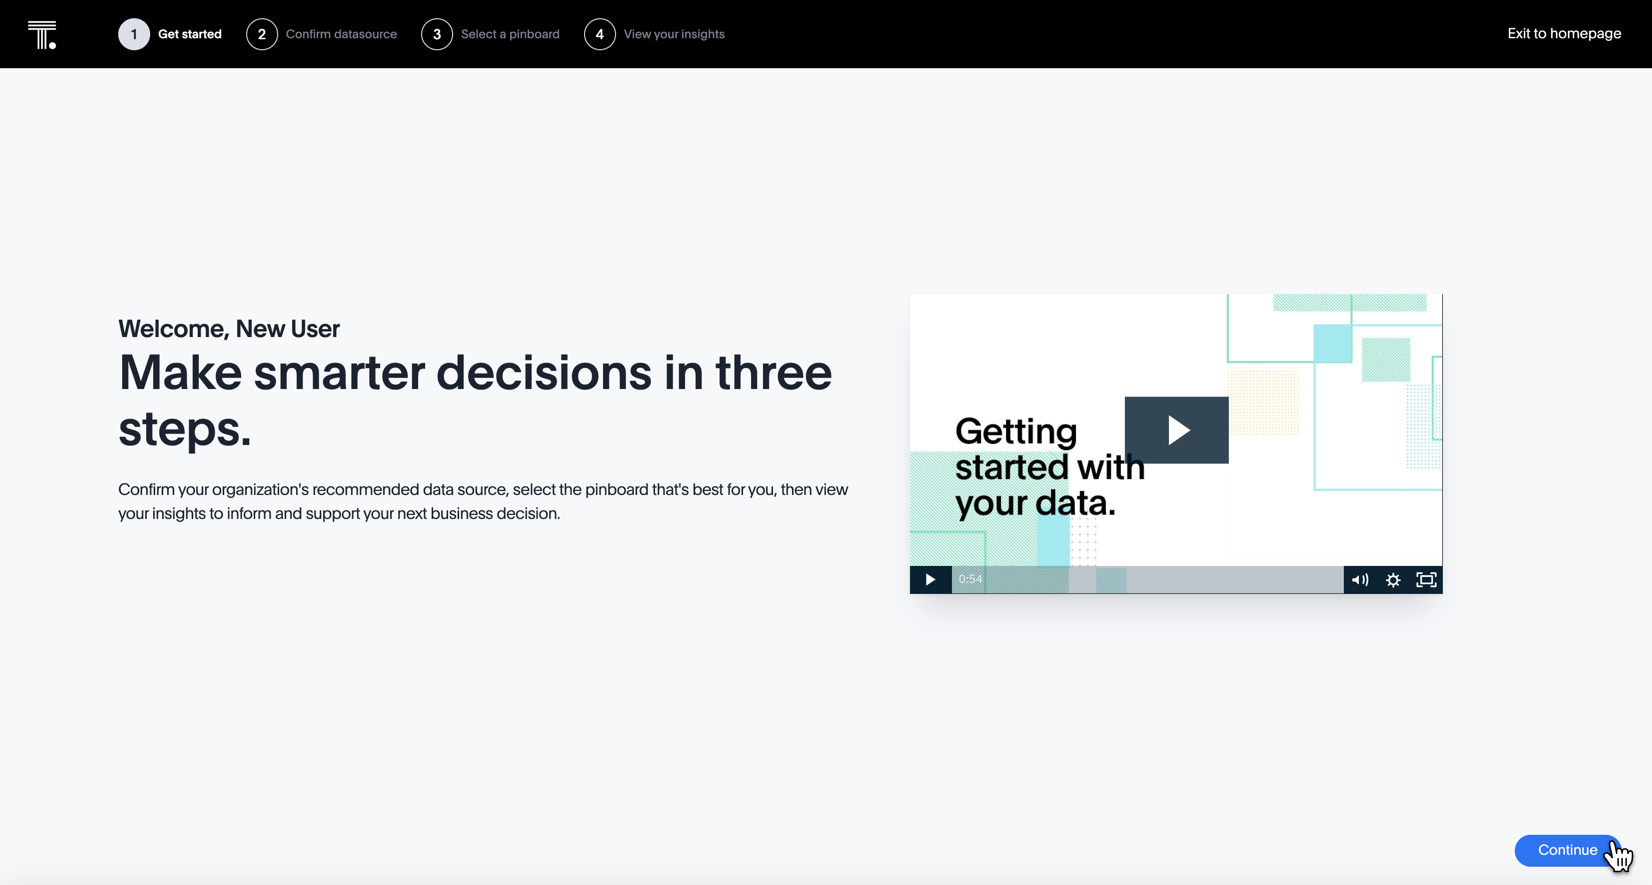 1 Get started 2 Confirm datasource 3 Select a pinboard 4 View your insights Exit to homepage
Welcome, New User
Make smarter decisions in three
steps.
Confirm your organization's recommended data source, select the pinboard that's best for you, then view
your insights to inform and support your next business decision.
Getting
started with
your data.
0:54
Continue